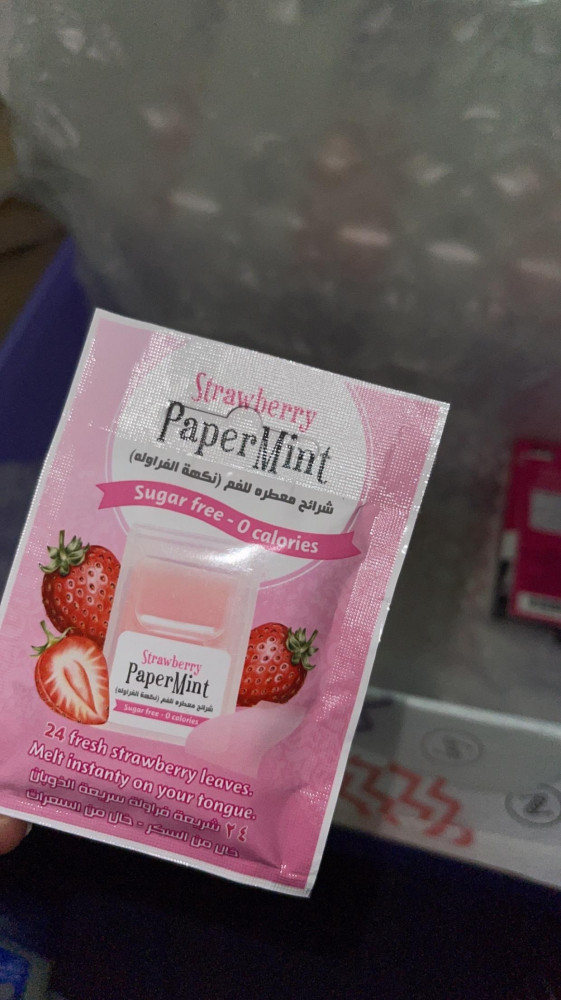 Strawberry
PaperMint
شرائح معطره للفم (نكهة الفراوله)
Sugar free - 0 calories
Strawberry
PaperMint
شرائح معطره للفم (نكهة الفراوله)
Sugar free - 0 calories
24 fresh strawberry leaves.
Melt instanty on your tongue.
٢٤ شريعة فراولة سريعة الذوبان
خال من السكر - خال من السعرات